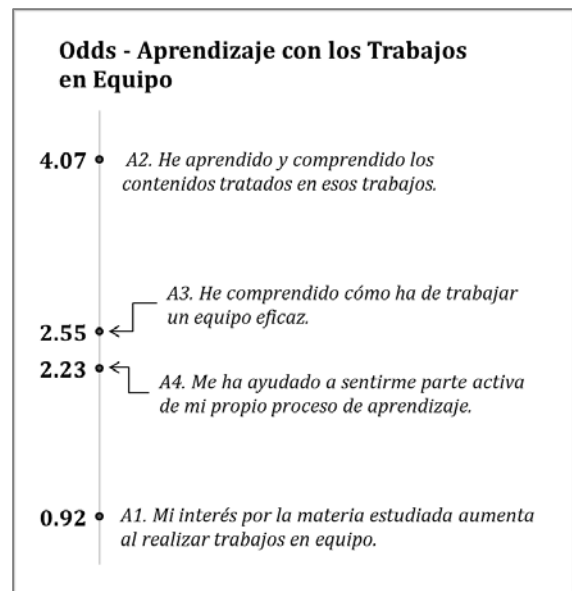 Odds - Aprendizaje con los Trabajos
en Equipo
4.07
A2. He aprendido y comprendido los
contenidos tratados en esos trabajos.
A3. He comprendido cómo ha de trabajar
un equipo eficaz.
2.55
2.23
A4. Me ha ayudado a sentirme parte activa
de mi propio proceso de aprendizaje.
0.92
A1. Mi interés por la materia estudiada aumenta
al realizar trabajos en equipo.